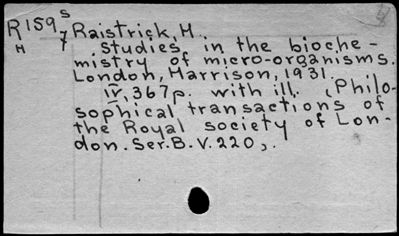 R159 S Raistrick, H.
H 7 Studies in the bioche-
mistry of micro-organisms.
London, Harrison, 1931.
IV, 367p. with ill. (Philo-
sophical transactions of
the Royal society of Lon-
don. Ser. B. V. 220).